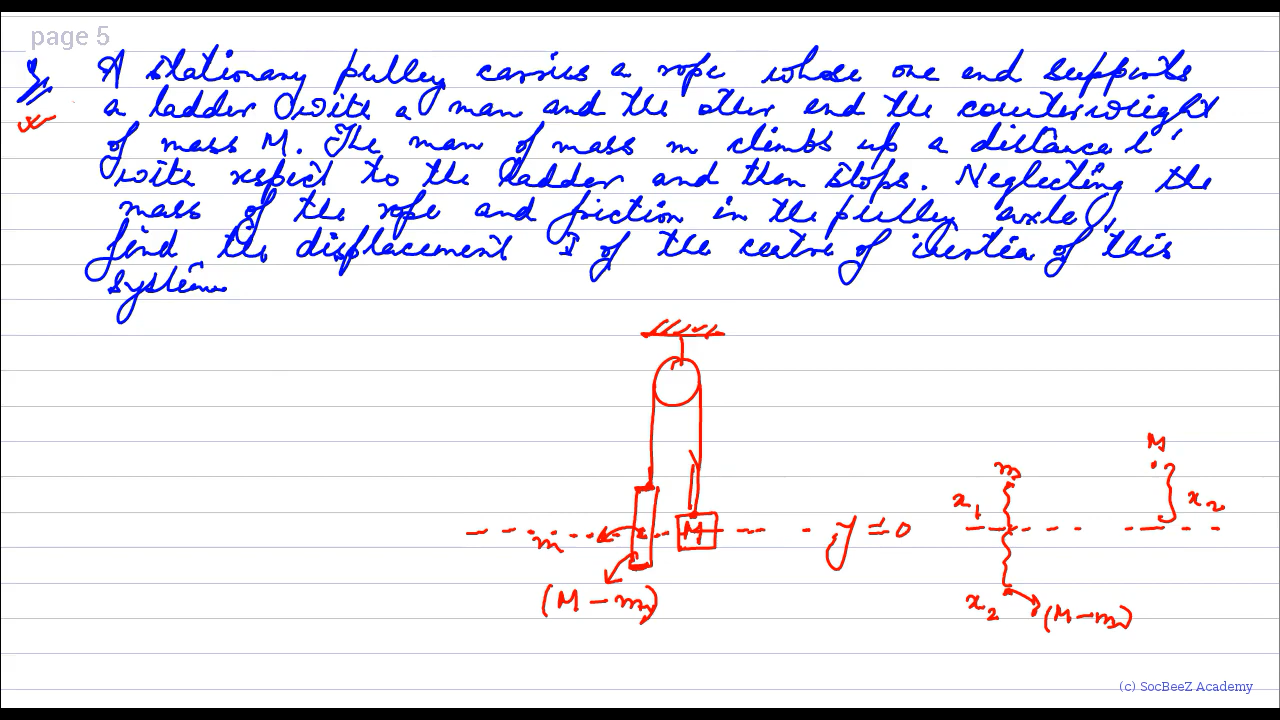 page 5
A stationary pulley carries a rope whose one end supports
a ladder with a man and the other end the counterweight
of mass M. The man of mass m climbs up a distance l'
with respect to the ladder and then stops. Neglecting the
mass of the rope and friction in the pulley axle,
find the displacement of the centre of inertia of this
system
M
m
x₁
x₂
m
M
y = 0
(M - m)
x₂
(M - m)
(c) SocBeeZ Academy